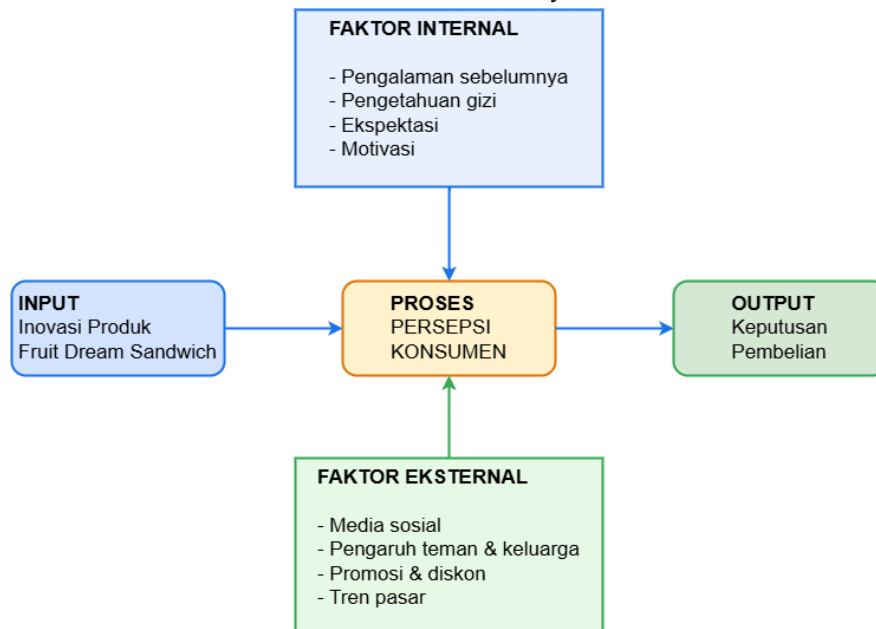 FAKTOR INTERNAL
- Pengalaman sebelumnya
- Pengetahuan gizi
- Ekspektasi
- Motivasi
INPUT
Inovasi Produk
Fruit Dream Sandwich
PROSES
PERSEPSI
KONSUMEN
OUTPUT
Keputusan
Pembelian
FAKTOR EKSTERNAL
- Media sosial
- Pengaruh teman & keluarga
- Promosi & diskon
- Tren pasar